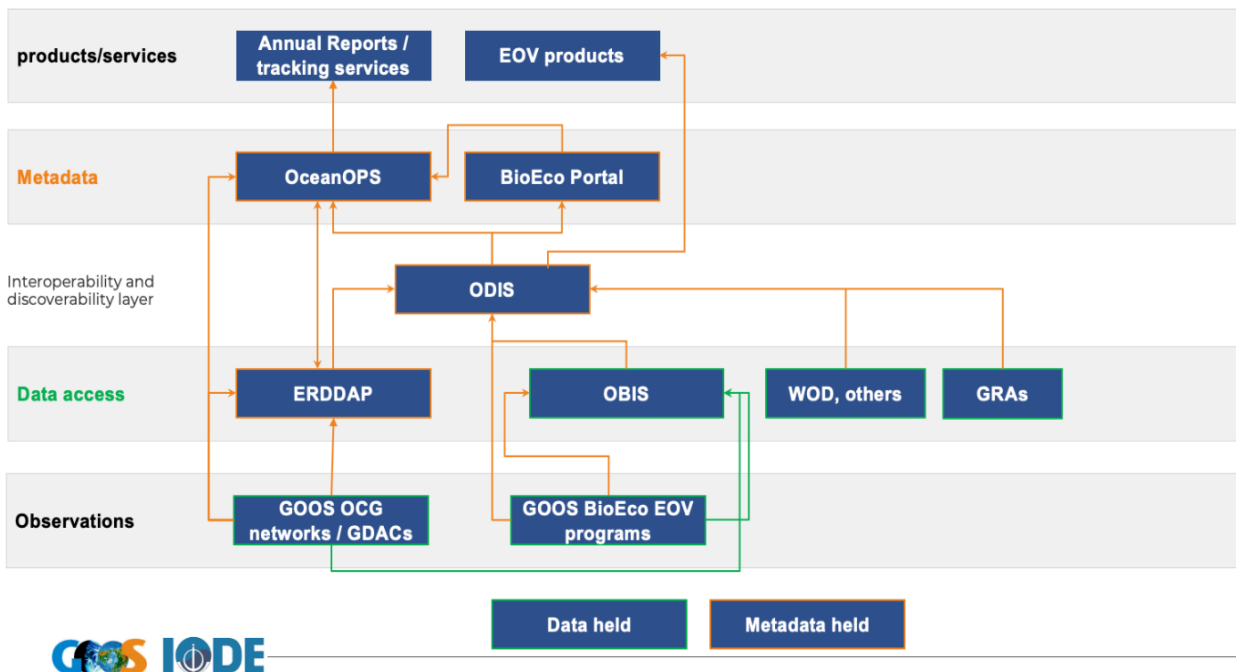 products/services
Annual Reports /
tracking services
EOV products
Metadata
OceanOPS
BioEco Portal
Interoperability and
discoverability layer
ODIS
Data access
ERDDAP
OBIS
WOD, others
GRAs
Observations
GOOS OCG
networks / GDACs
GOOS BioEco EOV
programs
Data held
Metadata held
GOOS
IODE